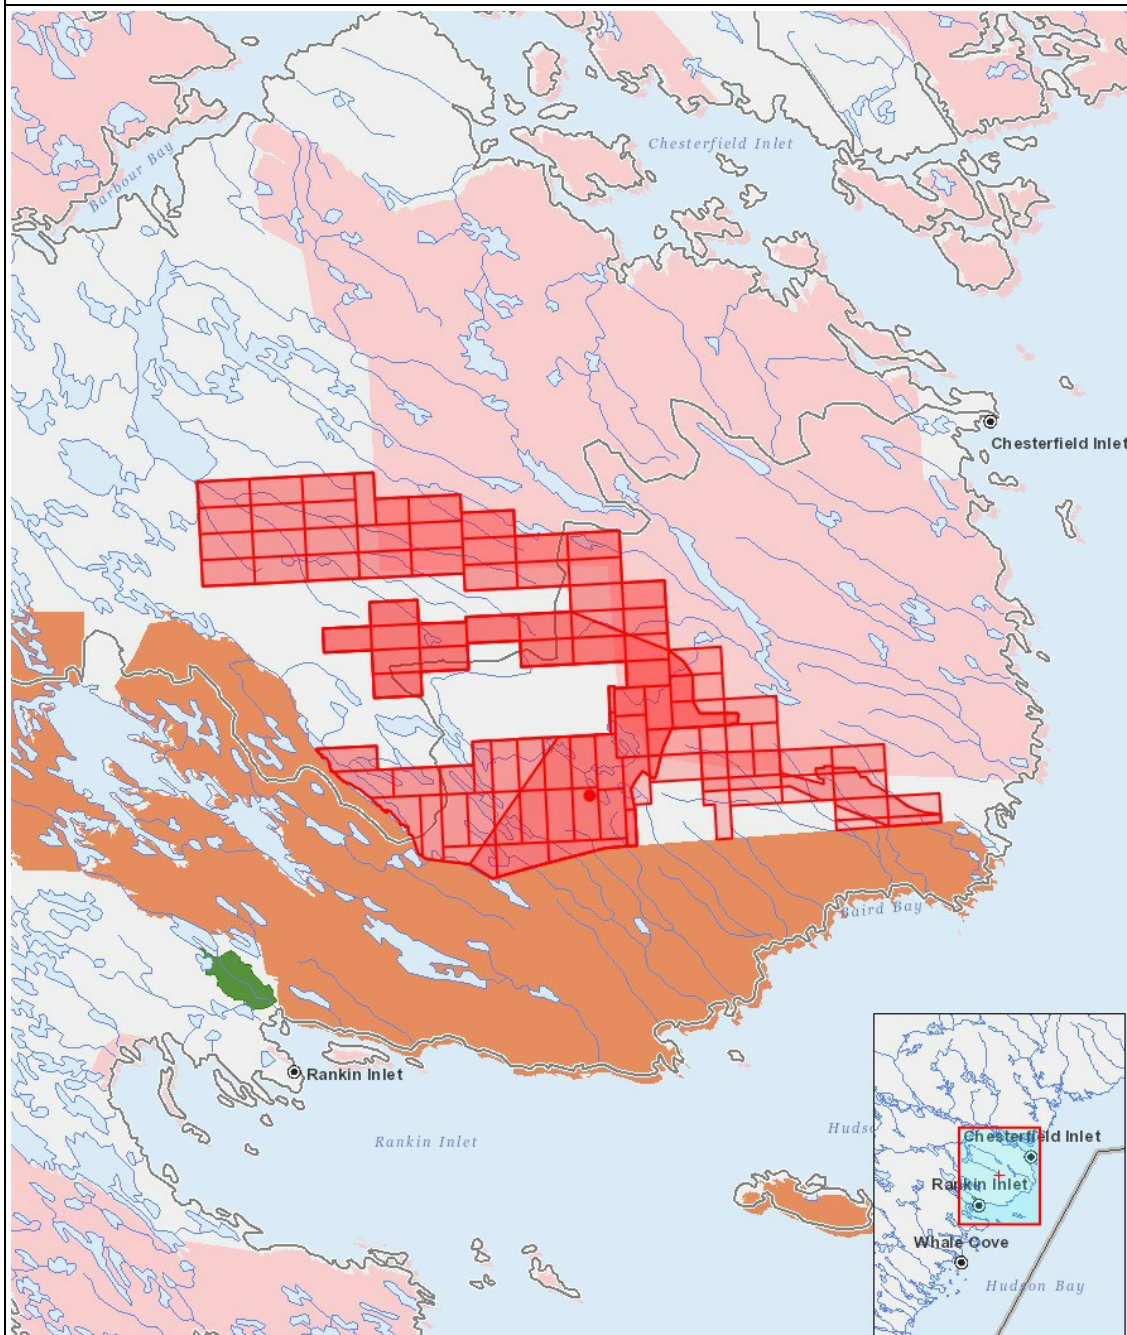 Chesterfield Inlet
Barbour Bay
Chesterfield Inlet
Baird Bay
Rankin Inlet
Rankin Inlet
Chesterfield Inlet
Rankin Inlet
Whale Cove
Hudson Bay